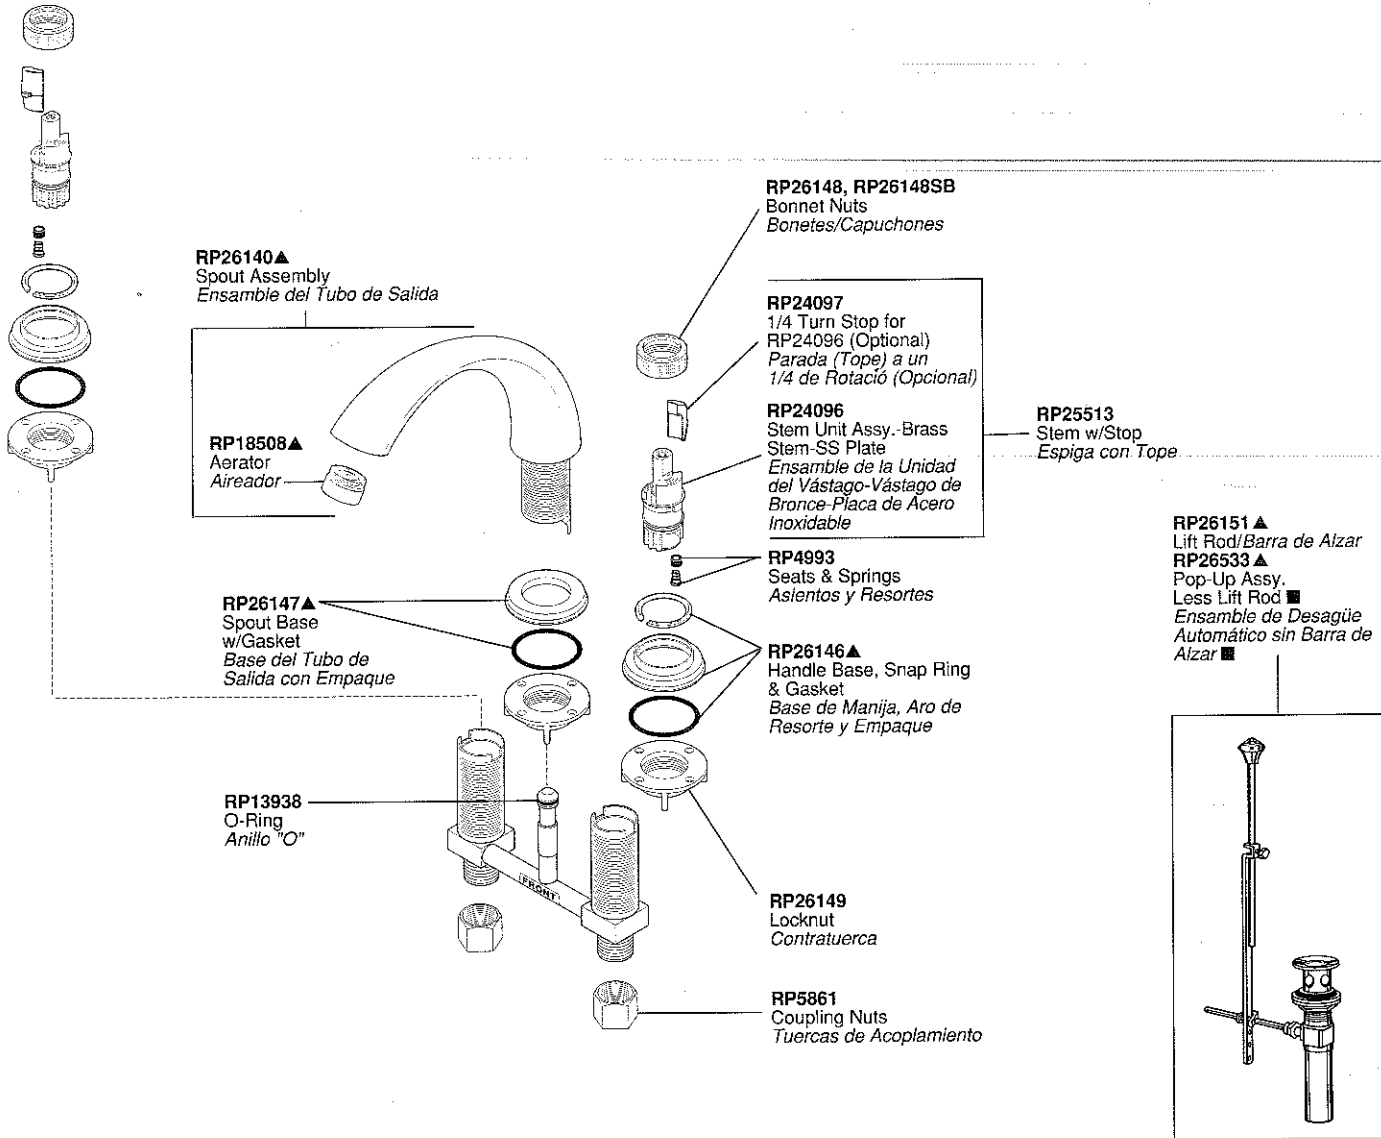 RP26148, RP26148SB
Bonnet Nuts
Bonetes/Capuchones
RP26140▲
Spout Assembly
Ensamble del Tubo de Salida
RP24097
1/4 Turn Stop for
RP24096 (Optional)
Parada (Tope) a un
1/4 de Rotació (Opcional)
RP24096
Stem Unit Assy.-Brass
Stem-SS Plate
Ensamble de la Unidad
del Vástago-Vástago de
Bronce-Placa de Acero
Inoxidable
RP25513
Stem w/Stop
Espiga con Tope
RP18508▲
Aerator
Aireador
RP4993
Seats & Springs
Asientos y Resortes
RP26151▲
Lift Rod/Barra de Alzar
RP26533▲
Pop-Up Assy.
Less Lift Rod ■
Ensamble de Desagüe
Automático sin Barra de
Alzar ■
RP26147▲
Spout Base
w/Gasket
Base del Tubo de
Salida con Empaque
RP26146▲
Handle Base, Snap Ring
& Gasket
Base de Manija, Aro de
Resorte y Empaque
RP13938
O-Ring
Anillo "O"
FRONT
RP26149
Locknut
Contratuerca
RP5861
Coupling Nuts
Tuercas de Acoplamiento